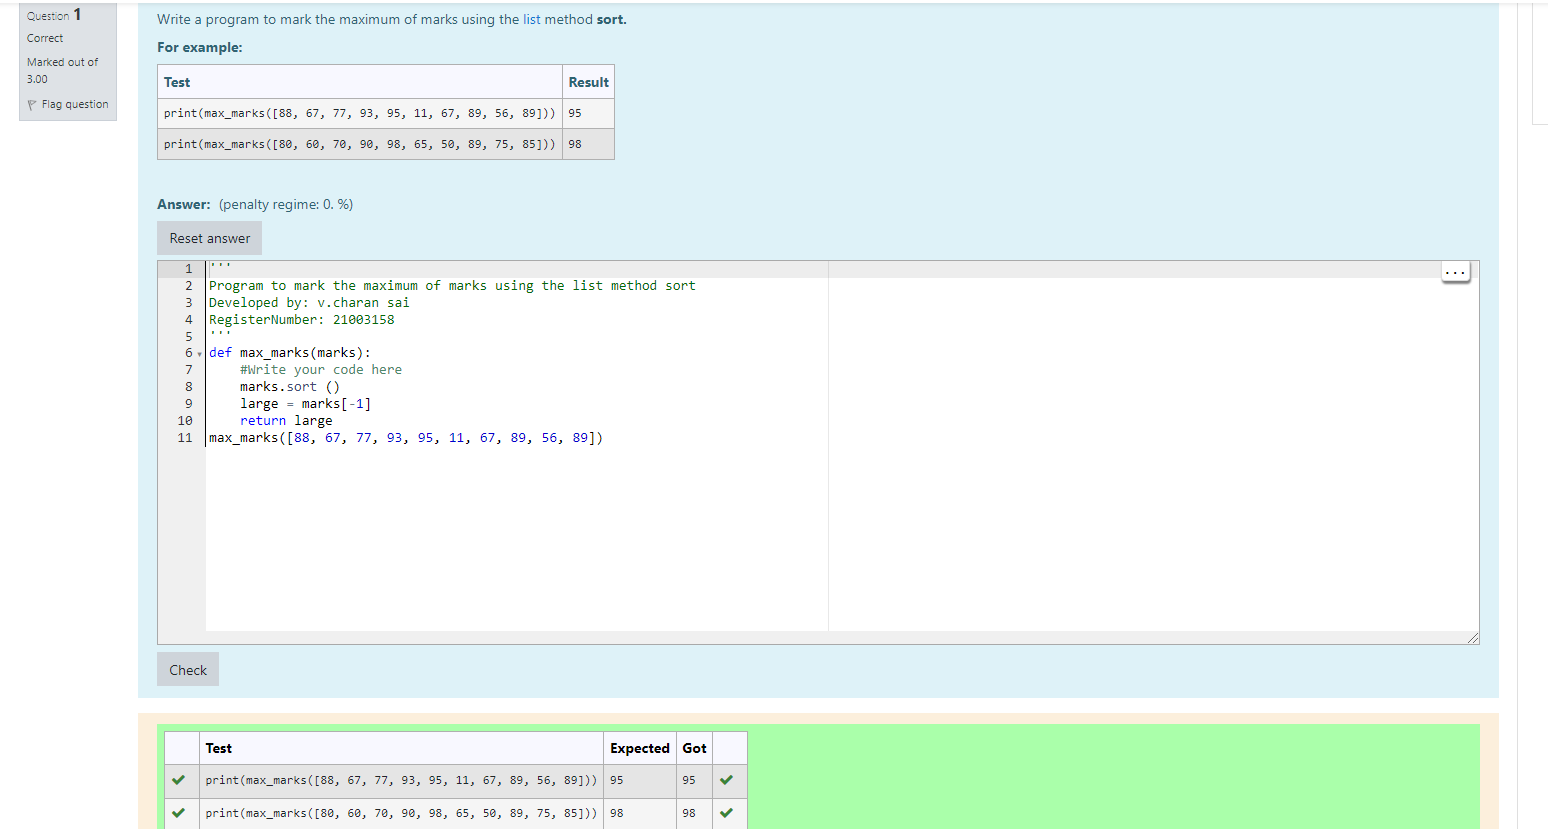 Question 1
Correct
Marked out of
3.00
Flag question
Write a program to mark the maximum of marks using the list method sort.
For example:
Test Result
print(max_marks([88, 67, 77, 93, 95, 11, 67, 89, 56, 89])) 95
print(max_marks([80, 60, 70, 90, 98, 65, 50, 89, 75, 85])) 98
Answer: (penalty regime: 0. %)
Reset answer
1 '''
...
2 Program to mark the maximum of marks using the list method sort
3 Developed by: v.charan sai
4 RegisterNumber: 21003158
5 '''
6 def max_marks(marks):
7 #Write your code here
8 marks.sort ()
9 large = marks[-1]
10 return large
11 max_marks([88, 67, 77, 93, 95, 11, 67, 89, 56, 89])
Check
Test Expected Got
print(max_marks([88, 67, 77, 93, 95, 11, 67, 89, 56, 89])) 95 95
print(max_marks([80, 60, 70, 90, 98, 65, 50, 89, 75, 85])) 98 98